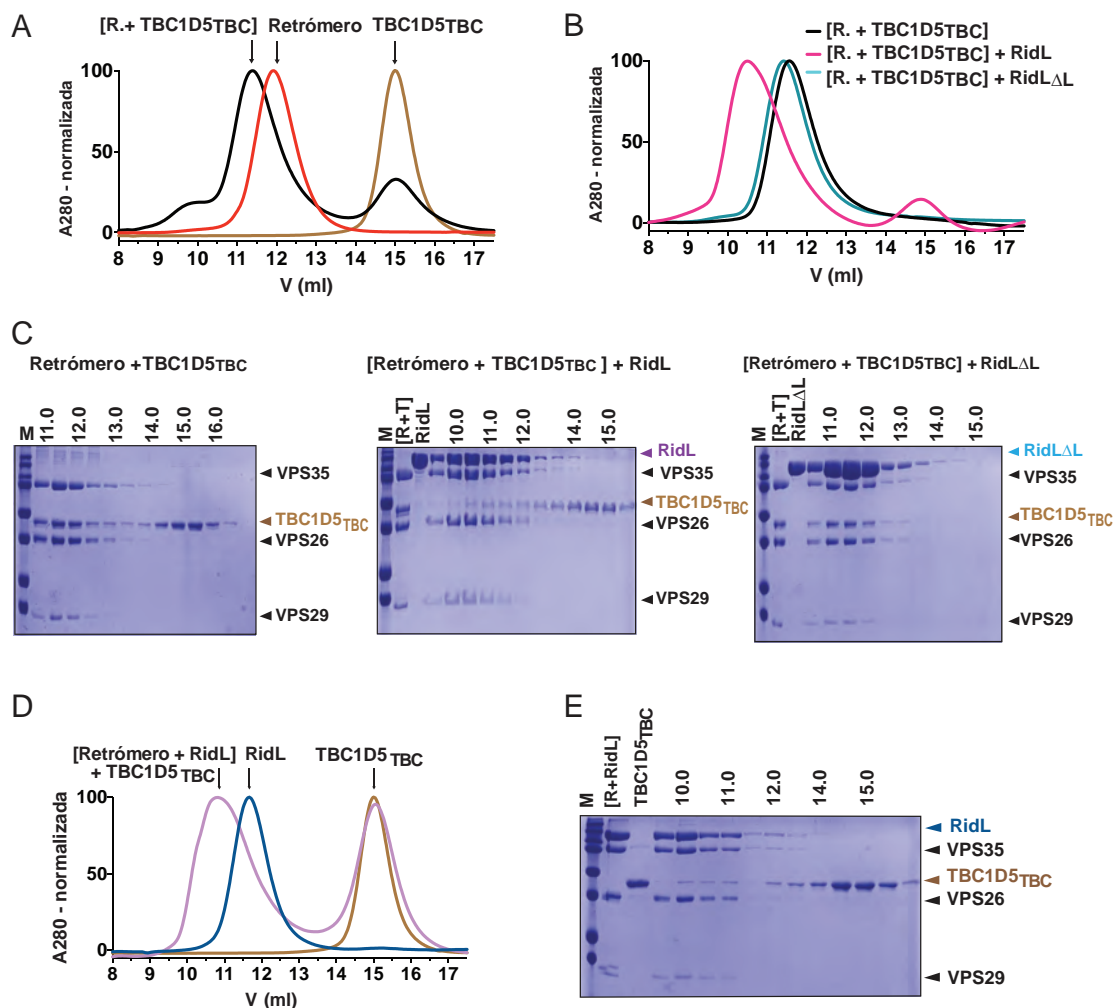 A
[R.+ TBC1D5TBC] Retrómero TBC1D5TBC
A280 - normalizada
100
50
0
8 9 10 11 12 13 14 15 16 17
V (ml)
B
[R. + TBC1D5TBC]
[R. + TBC1D5TBC] + RidL
[R. + TBC1D5TBC] + RidLΔL
A280 - normalizada
100
50
0
8 9 10 11 12 13 14 15 16 17
V (ml)
C
Retrómero +TBC1D5TBC
M 11.0 12.0 13.0 14.0 15.0 16.0
VPS35
TBC1D5TBC
VPS26
VPS29
[Retrómero + TBC1D5TBC ] + RidL
M [R+T] RidL 10.0 11.0 12.0 14.0 15.0
RidL
VPS35
TBC1D5TBC
VPS26
VPS29
[Retrómero + TBC1D5TBC] + RidLΔL
M [R+T] RidLΔL 11.0 12.0 13.0 15.0
RidLΔL
VPS35
TBC1D5TBC
VPS26
VPS29
D
[Retrómero + RidL]
+ TBC1D5TBC
RidL
TBC1D5TBC
A280 - normalizada
100
50
0
8 9 10 11 12 13 14 15 16 17
V (ml)
E
M [R+RidL] TBC1D5TBC 10.0 11.0 12.0 14.0 15.0
RidL
VPS35
TBC1D5TBC
VPS26
VPS29